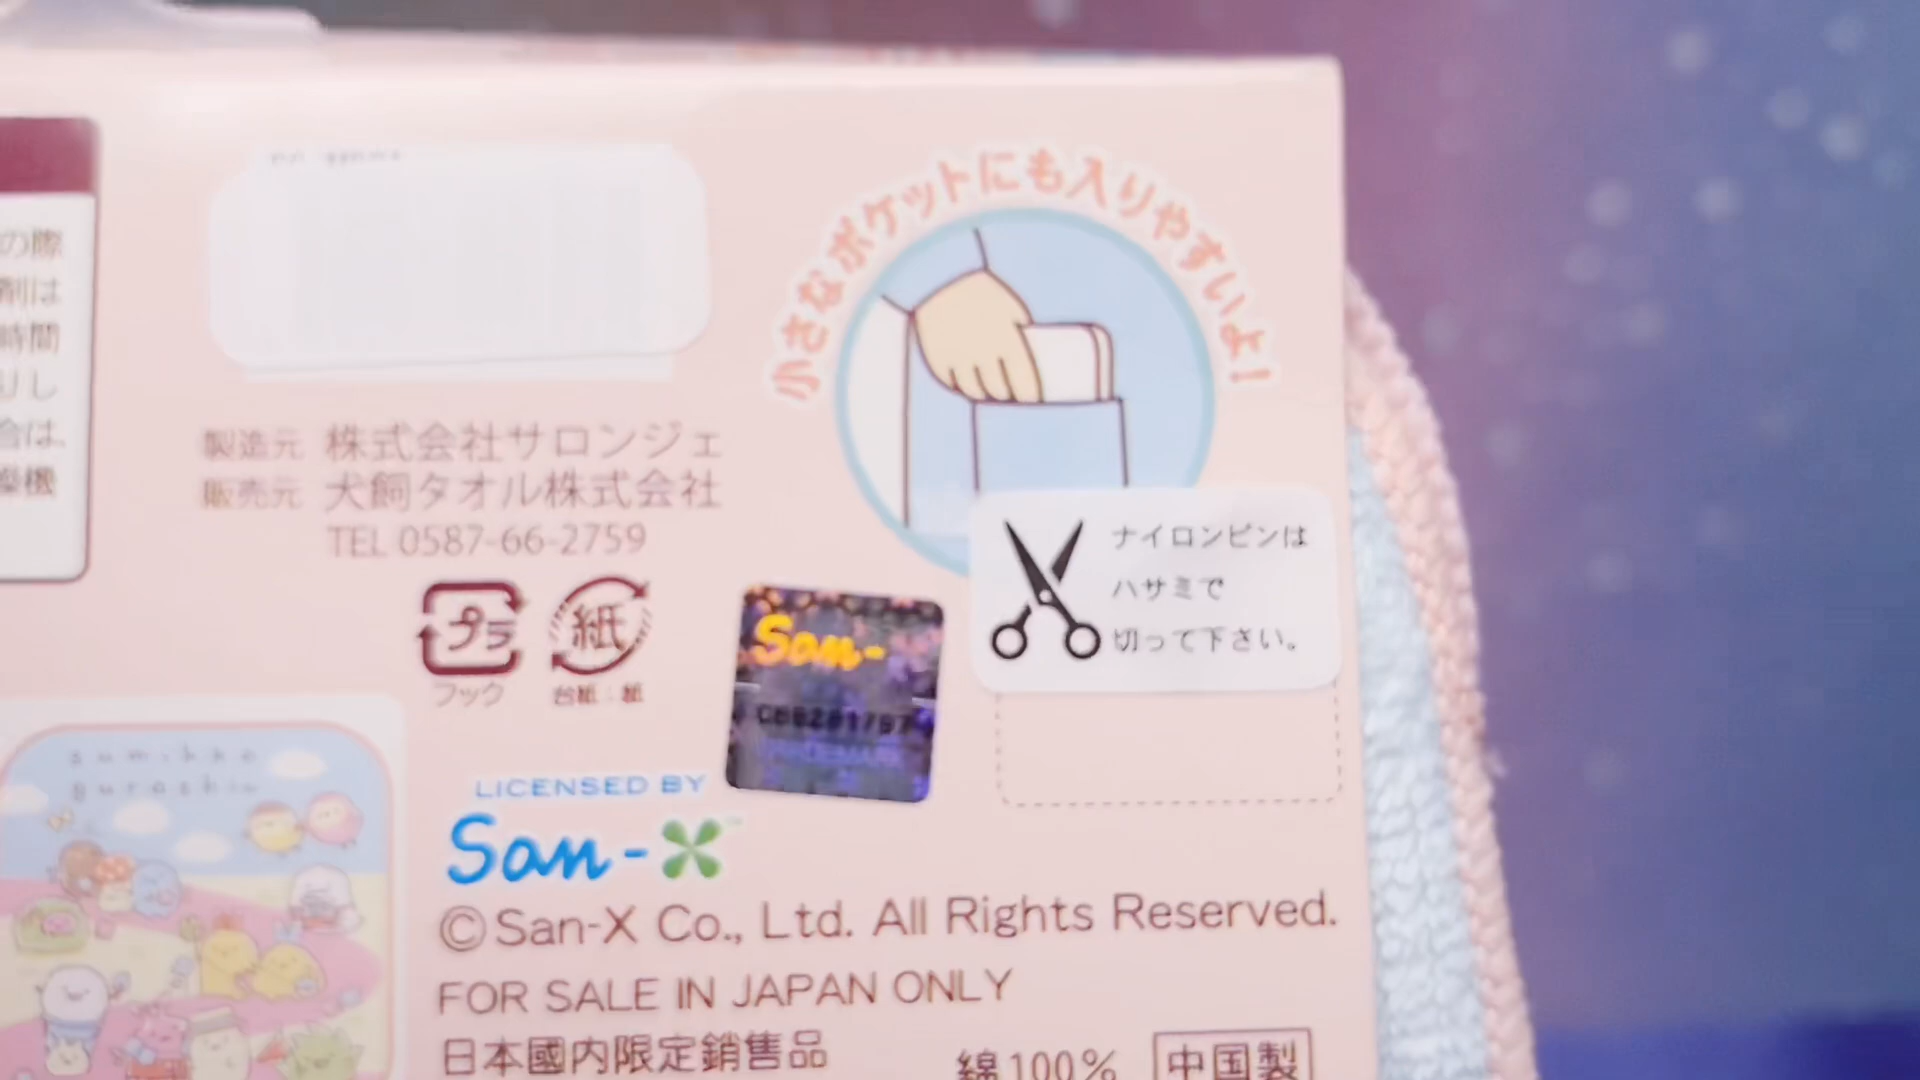 の際
剤は
時間
りし
合は、
燥機
小さなポケットにも入りやすいよ!
製造元 株式会社サロンジェ
販売元 犬飼タオル株式会社
TEL 0587-66-2759
プラ
フック
紙
台紙:紙
San-
TRADEMARK
ナイロンピンは
ハサミで
切って下さい。
sumikko
gurashi
LICENSED BY
San-X
©San-X Co., Ltd. All Rights Reserved.
FOR SALE IN JAPAN ONLY
日本國内限定銷售品
綿100%
中国製